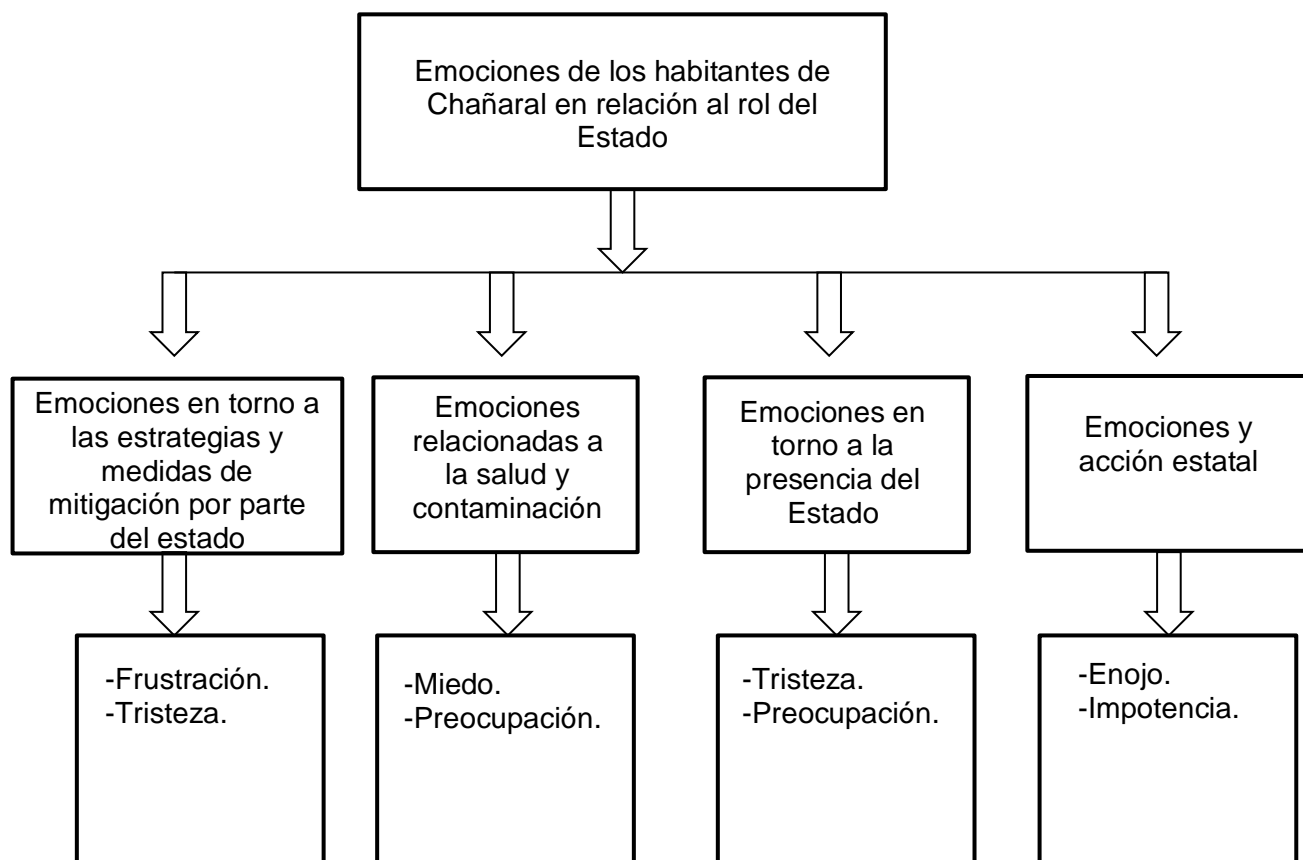 Emociones de los habitantes de
Chañaral en relación al rol del
Estado
Emociones en torno a
las estrategias y
medidas de
mitigación por parte
del estado
Emociones
relacionadas a
la salud y
contaminación
Emociones en
torno a la
presencia del
Estado
Emociones y
acción estatal
-Frustración.
-Tristeza.
-Miedo.
-Preocupación.
-Tristeza.
-Preocupación.
-Enojo.
-Impotencia.